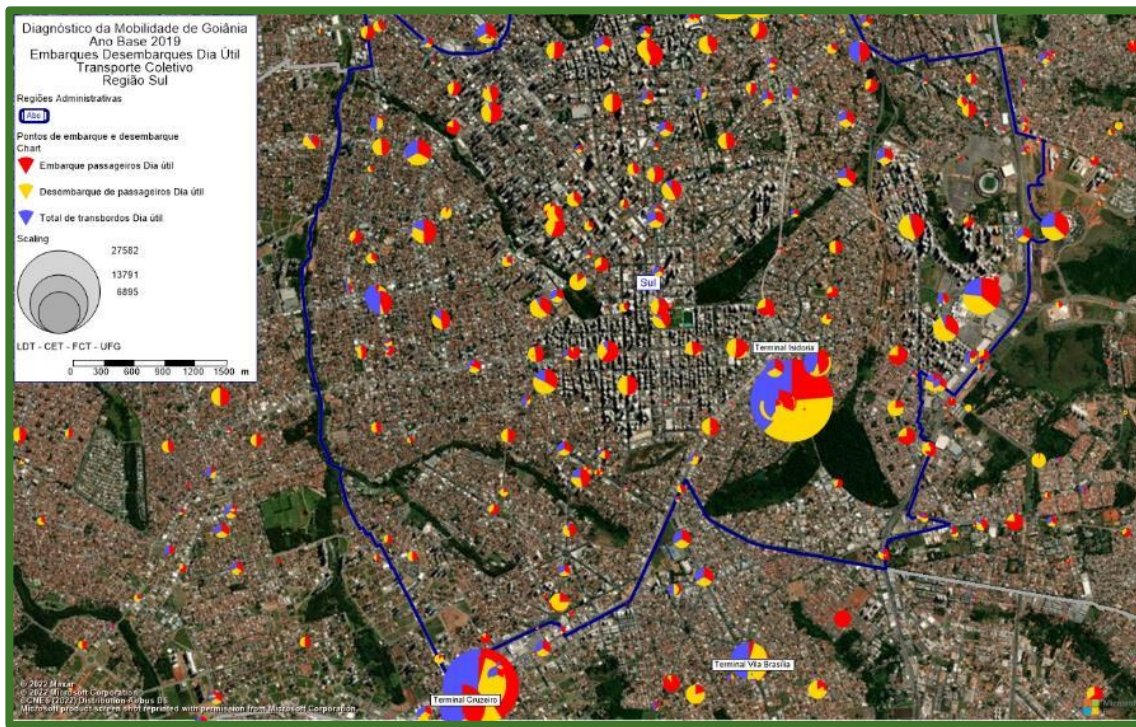 Diagnóstico da Mobilidade de Goiânia
Ano Base 2019
Embarques Desembarques Dia Útil
Transporte Coletivo
Região Sul
Regiões Administrativas
Abc
Pontos de embarque e desembarque
Chart
Embarque passageiros Dia útil
Desembarque de passageiros Dia útil
Total de transbordos Dia útil
Scaling
27582
13791
6895
LDT - CET - FCT - UFG
0 300 600 900 1200 1500 m
Sul
Terminal Isidoria
Terminal Vila Brasília
Terminal Cruzeiro
© 2022 Maxar
© 2022 Microsoft Corporation
©CNES (2022) Distribution Airbus DS
Microsoft product screen shot reprinted with permission from Microsoft Corporation